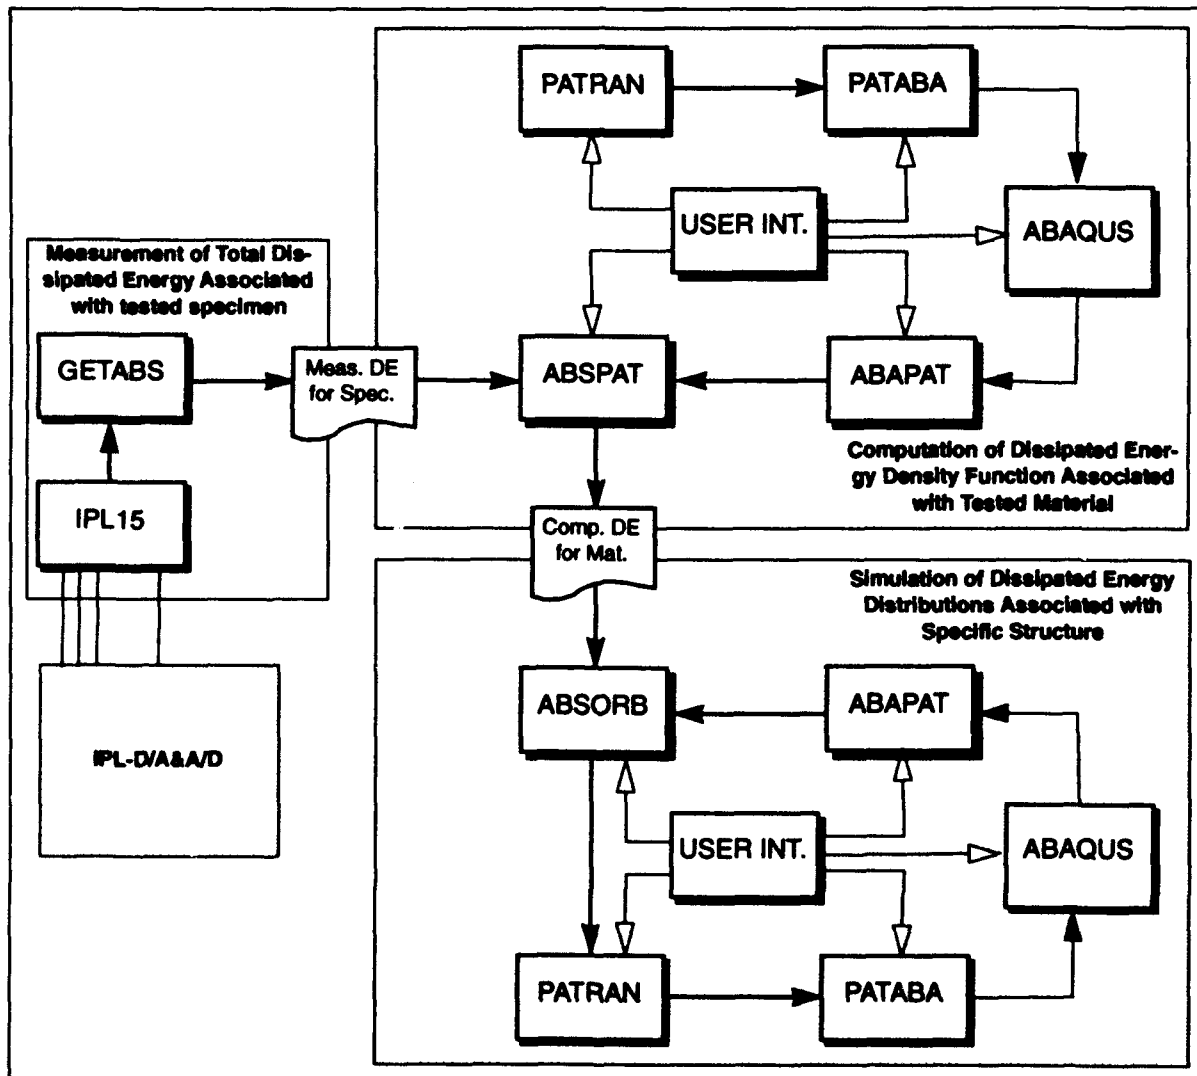 PATRAN
PATABA
USER INT.
ABAQUS
Measurement of Total Dis-
sipated Energy Associated
with tested specimen
GETABS
Meas. DE
for Spec.
ABSPAT
ABAPAT
Computation of Dissipated Ener-
gy Density Function Associated
with Tested Material
IPL15
Comp. DE
for Mat.
Simulation of Dissipated Energy
Distributions Associated with
Specific Structure
ABSORB
ABAPAT
IPL-D/A&A/D
USER INT.
ABAQUS
PATRAN
PATABA